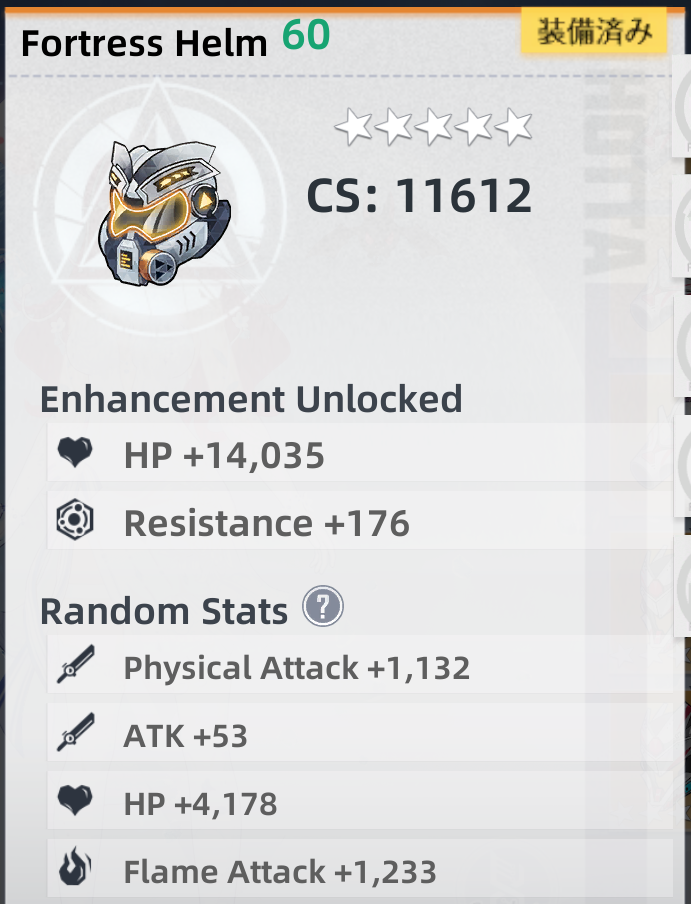 Fortress Helm 60
装備済み
CS: 11612
HOTTA
Enhancement Unlocked
HP +14,035
Resistance +176
Random Stats ?
Physical Attack +1,132
ATK +53
HP +4,178
Flame Attack +1,233